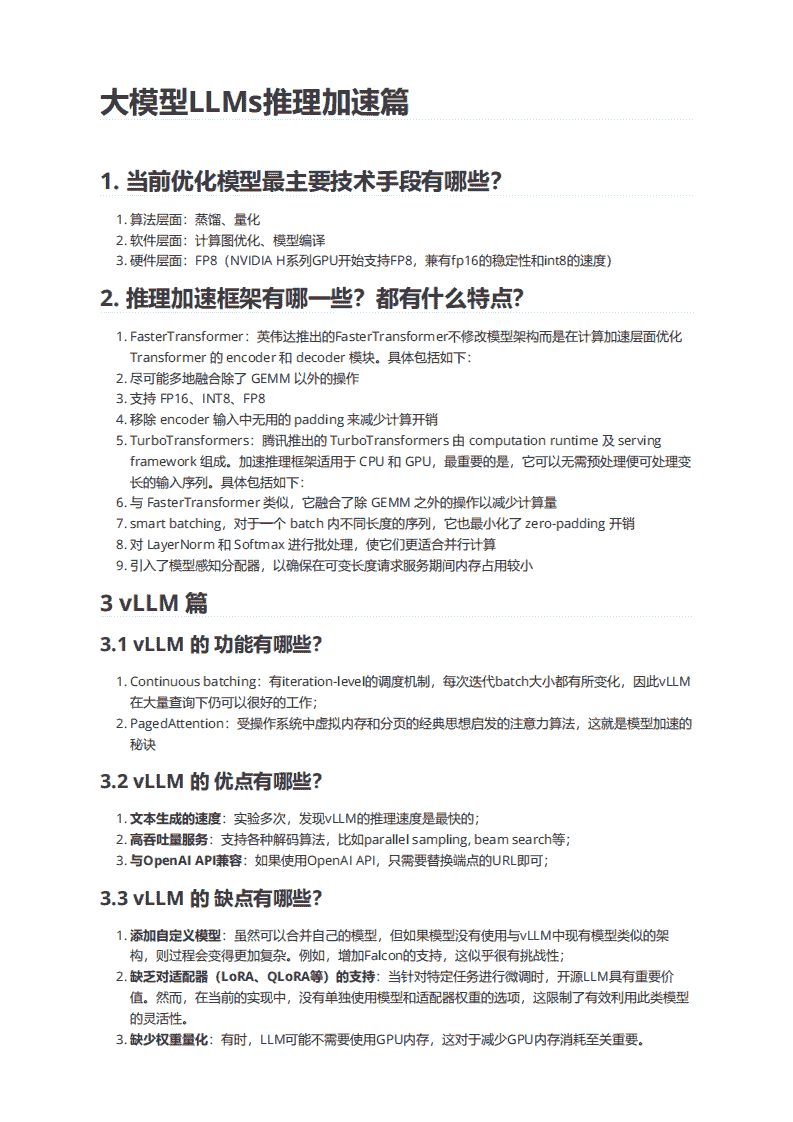 大模型LLMs推理加速篇
1. 当前优化模型最主要技术手段有哪些？
1. 算法层面：蒸馏、量化
2. 软件层面：计算图优化、模型编译
3. 硬件层面：FP8（NVIDIA H系列GPU开始支持FP8，兼有fp16的稳定性和int8的速度）
2. 推理加速框架有哪一些？都有什么特点？
1. FasterTransformer：英伟达推出的FasterTransformer不修改模型架构而是在计算加速层面优化
Transformer 的 encoder 和 decoder 模块。具体包括如下：
2. 尽可能多地融合除了 GEMM 以外的操作
3. 支持 FP16、INT8、FP8
4. 移除 encoder 输入中无用的 padding 来减少计算开销
5. TurboTransformers：腾讯推出的 TurboTransformers 由 computation runtime 及 serving
framework 组成。加速推理框架适用于 CPU 和 GPU，最重要的是，它可以无需预处理便可处理变
长的输入序列。具体包括如下：
6. 与 FasterTransformer 类似，它融合了除 GEMM 之外的操作以减少计算量
7. smart batching，对于一个 batch 内不同长度的序列，它也最小化了 zero-padding 开销
8. 对 LayerNorm 和 Softmax 进行批处理，使它们更适合并行计算
9. 引入了模型感知分配器，以确保在可变长度请求服务期间内存占用较小
3 vLLM 篇
3.1 vLLM 的 功能有哪些？
1. Continuous batching：有iteration-level的调度机制，每次迭代batch大小都有所变化，因此vLLM
在大量查询下仍可以很好的工作；
2. PagedAttention：受操作系统中虚拟内存和分页的经典思想启发的注意力算法，这就是模型加速的
秘诀
3.2 vLLM 的 优点有哪些？
1. 文本生成的速度：实验多次，发现vLLM的推理速度是最快的；
2. 高吞吐量服务：支持各种解码算法，比如parallel sampling, beam search等；
3. 与OpenAI API兼容：如果使用OpenAI API，只需要替换端点的URL即可；
3.3 vLLM 的 缺点有哪些？
1. 添加自定义模型：虽然可以合并自己的模型，但如果模型没有使用与vLLM中现有模型类似的架
构，则过程会变得更加复杂。例如，增加Falcon的支持，这似乎很有挑战性；
2. 缺乏对适配器（LoRA、QLoRA等）的支持：当针对特定任务进行微调时，开源LLM具有重要价
值。然而，在当前的实现中，没有单独使用模型和适配器权重的选项，这限制了有效利用此类模型
的灵活性。
3. 缺少权重量化：有时，LLM可能不需要使用GPU内存，这对于减少GPU内存消耗至关重要。